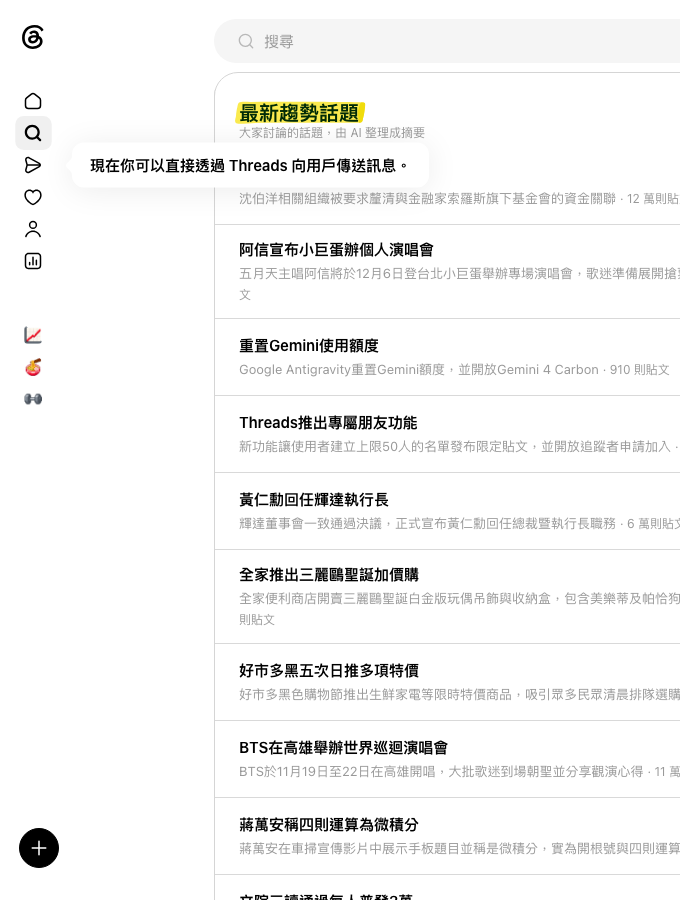 搜尋
最新趨勢話題
大家討論的話題，由 AI 整理成摘要
現在你可以直接透過 Threads 向用戶傳送訊息。
沈伯洋相關組織被要求釐清與金融家索羅斯旗下基金會的資金關聯 · 12 萬則貼
阿信宣布小巨蛋辦個人演唱會
五月天主唱阿信將於12月6日登台北小巨蛋舉辦專場演唱會，歌迷準備展開搶
文
重置Gemini使用額度
Google Antigravity重置Gemini額度，並開放Gemini 4 Carbon · 910 則貼文
Threads推出專屬朋友功能
新功能讓使用者建立上限50人的名單發布限定貼文，並開放追蹤者申請加入 ·
黃仁勳回任輝達執行長
輝達董事會一致通過決議，正式宣布黃仁勳回任總裁暨執行長職務 · 6 萬則貼文
全家推出三麗鷗聖誕加價購
全家便利商店開賣三麗鷗聖誕白金版玩偶吊飾與收納盒，包含美樂蒂及帕恰狗
則貼文
好市多黑五次日推多項特價
好市多黑色購物節推出生鮮家電等限時特價商品，吸引眾多民眾清晨排隊選購
BTS在高雄舉辦世界巡迴演唱會
BTS於11月19日至22日在高雄開唱，大批歌迷到場朝聖並分享觀演心得 · 11 萬
蔣萬安稱四則運算為微積分
蔣萬安在車掃宣傳影片中展示手板題目並稱是微積分，實為開根號與四則運算
立院三讀通過每人普發2萬